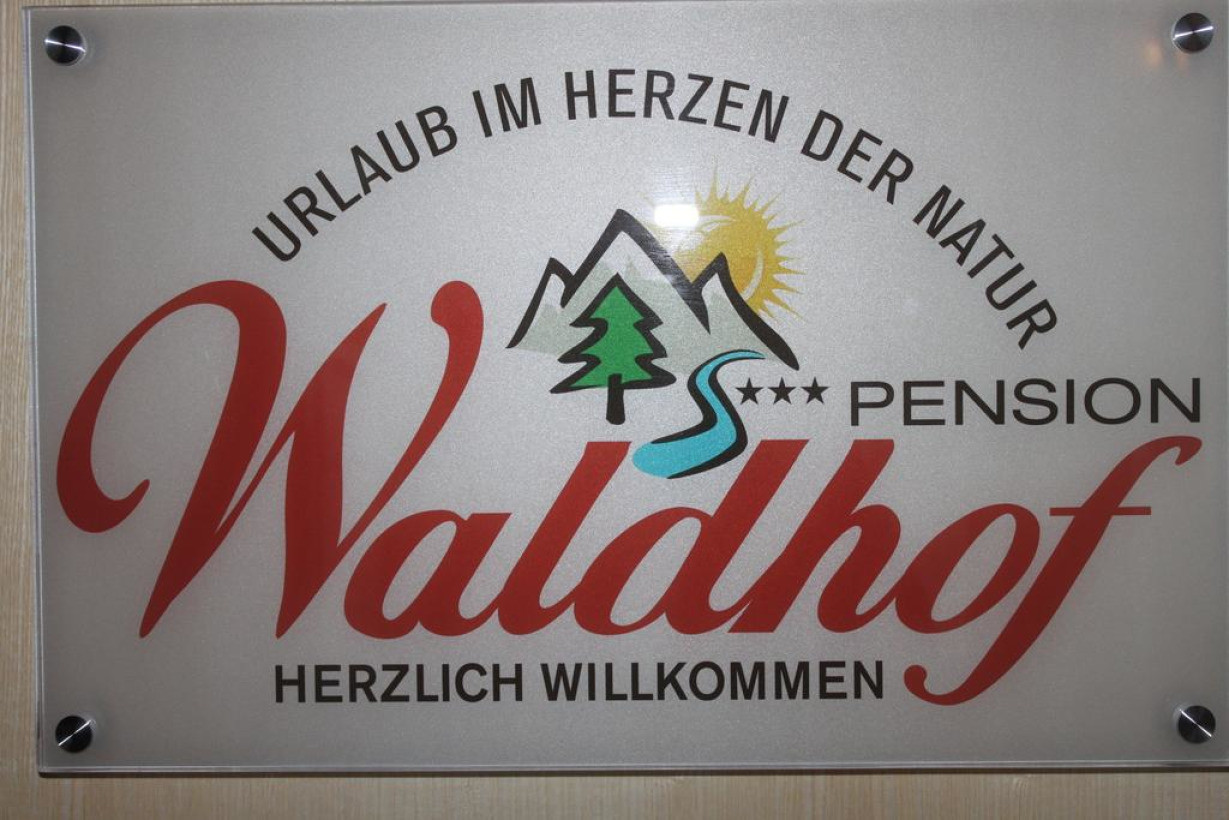 URLAUB IM HERZEN DER NATUR
*** PENSION
Waldhof
HERZLICH WILLKOMMEN